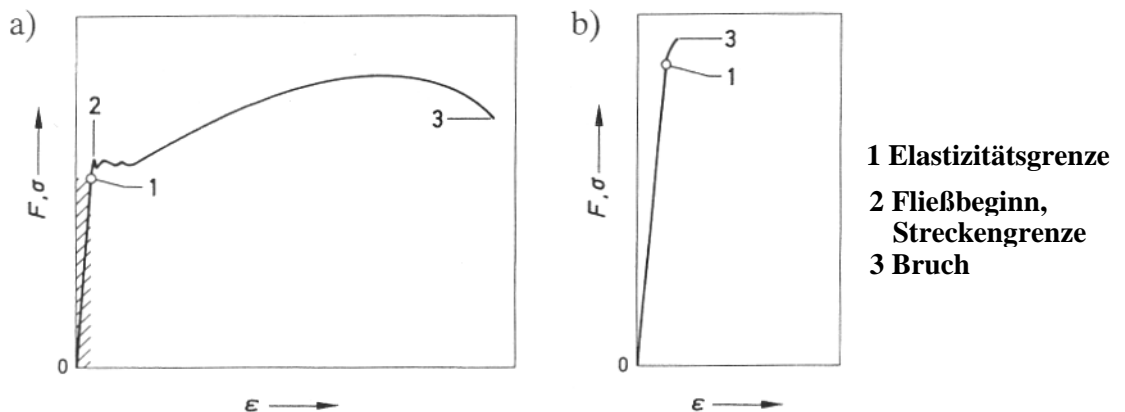 a)
2
3
1
F, σ
0
ε
b)
3
1
F, σ
0
ε
1 Elastizitätsgrenze
2 Fließbeginn,
Streckengrenze
3 Bruch